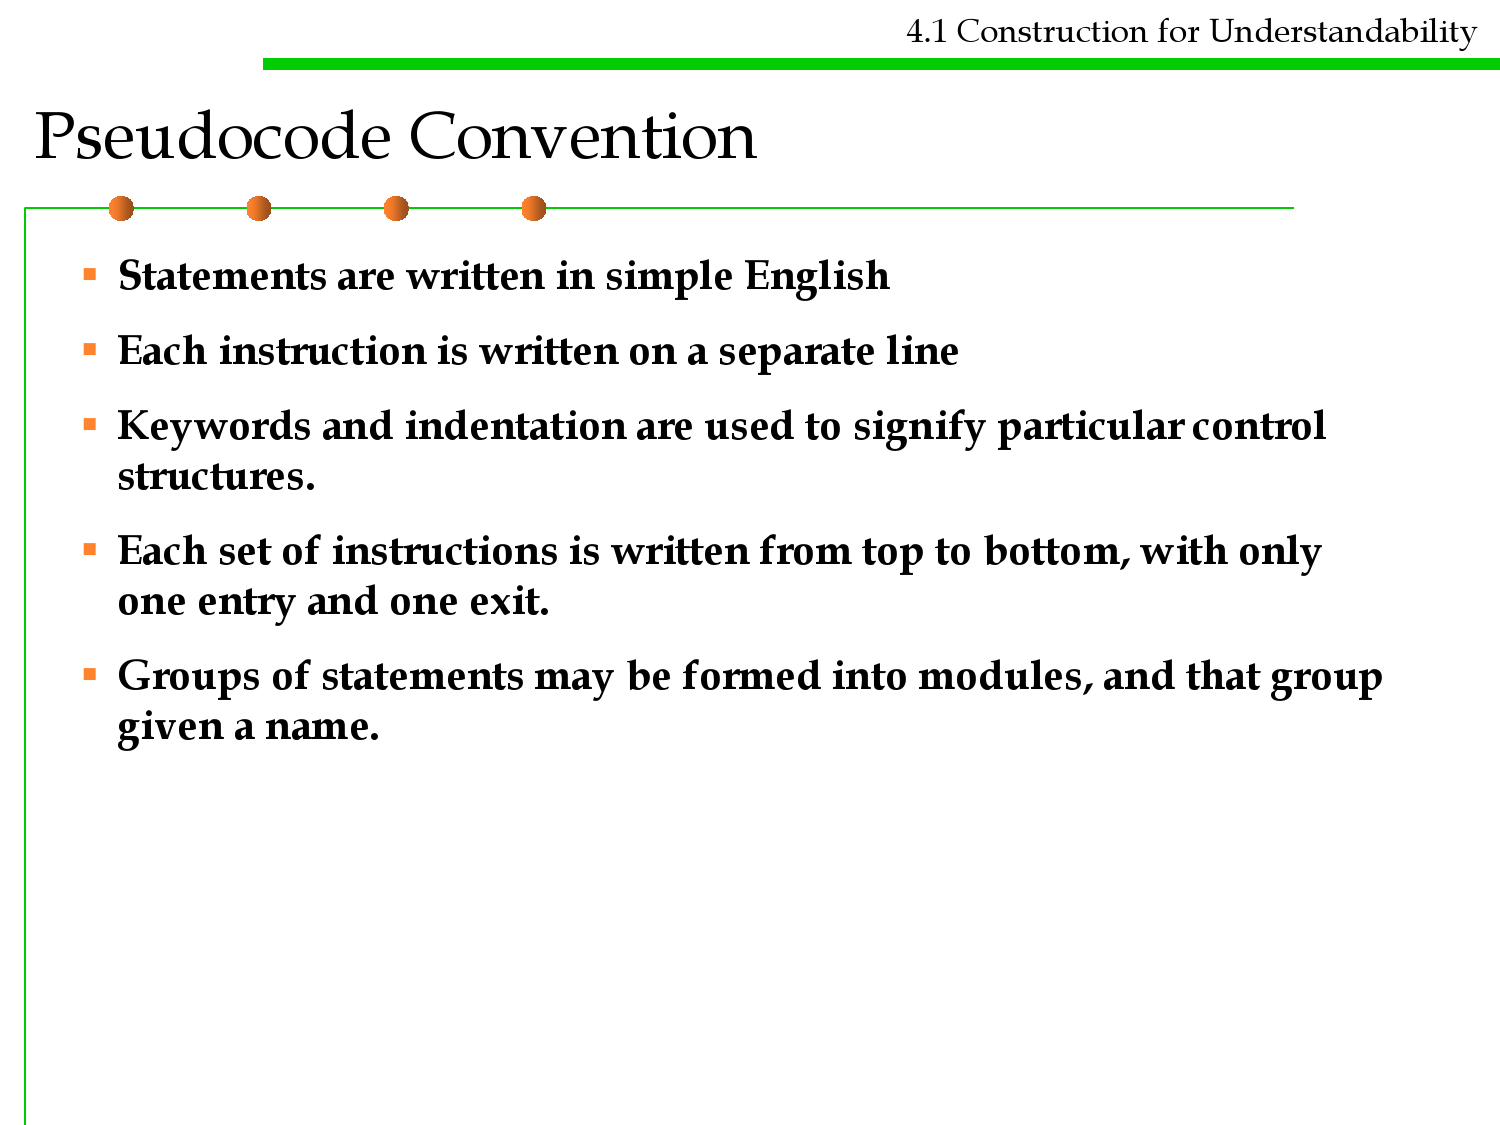 4.1 Construction for Understandability
Pseudocode Convention
Statements are written in simple English
Each instruction is written on a separate line
Keywords and indentation are used to signify particular control
structures.
Each set of instructions is written from top to bottom, with only
one entry and one exit.
Groups of statements may be formed into modules, and that group
given a name.